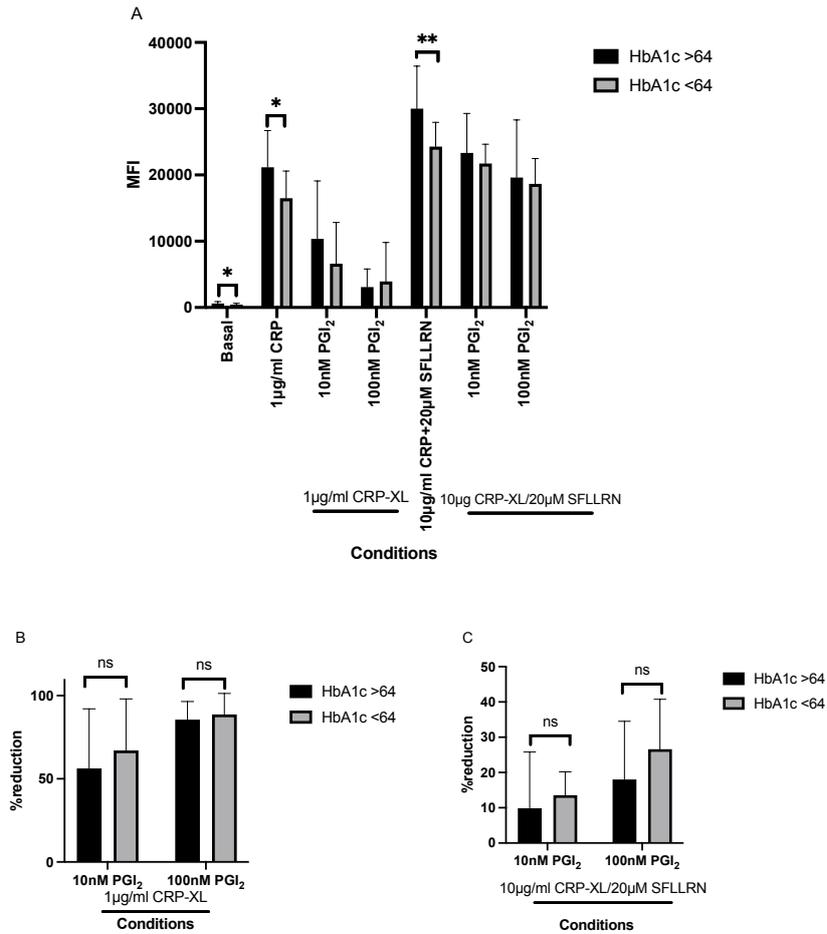 A
40000
30000
20000
10000
0
MFI
*
*
**
HbA1c >64
HbA1c <64
Basal
1µg/ml CRP
10nM PGI₂
100nM PGI₂
10µg/ml CRP+20µM SFLLRN
10nM PGI₂
100nM PGI₂
1µg/ml CRP-XL
10µg CRP-XL/20µM SFLLRN
Conditions
B
100
50
0
%reduction
ns
ns
HbA1c >64
HbA1c <64
10nM PGI₂
100nM PGI₂
1µg/ml CRP-XL
Conditions
C
50
40
30
20
10
0
%reduction
ns
ns
HbA1c >64
HbA1c <64
10nM PGI₂
100nM PGI₂
10µg/ml CRP-XL/20µM SFLLRN
Conditions